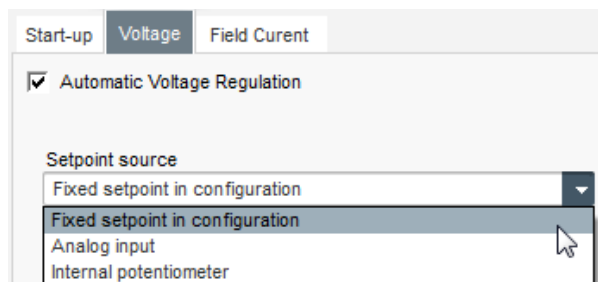 Start-up Voltage Field Curent
Automatic Voltage Regulation
Setpoint source
Fixed setpoint in configuration
Fixed setpoint in configuration
Analog input
Internal potentiometer